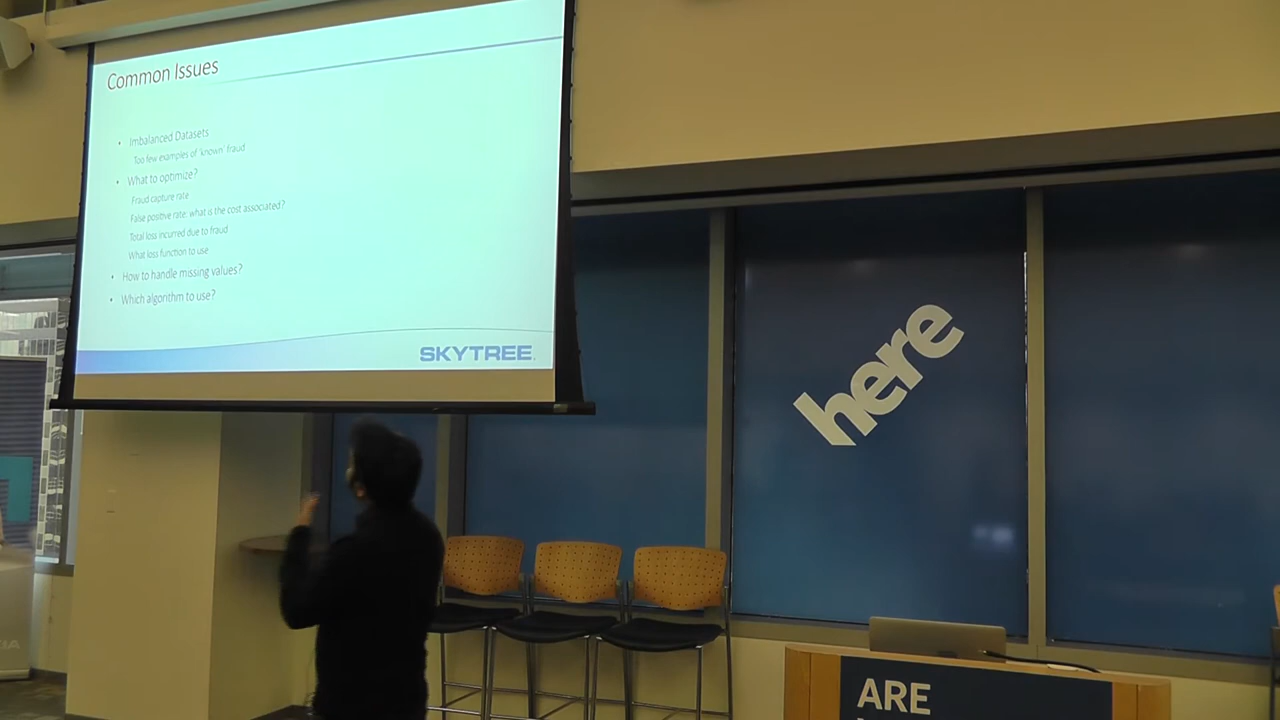 Common Issues
• Imbalanced Datasets
Too few examples of 'known' fraud
• What to optimize?
Fraud capture rate
False positive rate: what is the cost associated?
Total loss incurred due to fraud
What loss function to use
• How to handle missing values?
• Which algorithm to use?
SKYTREE
here
ARE
IA